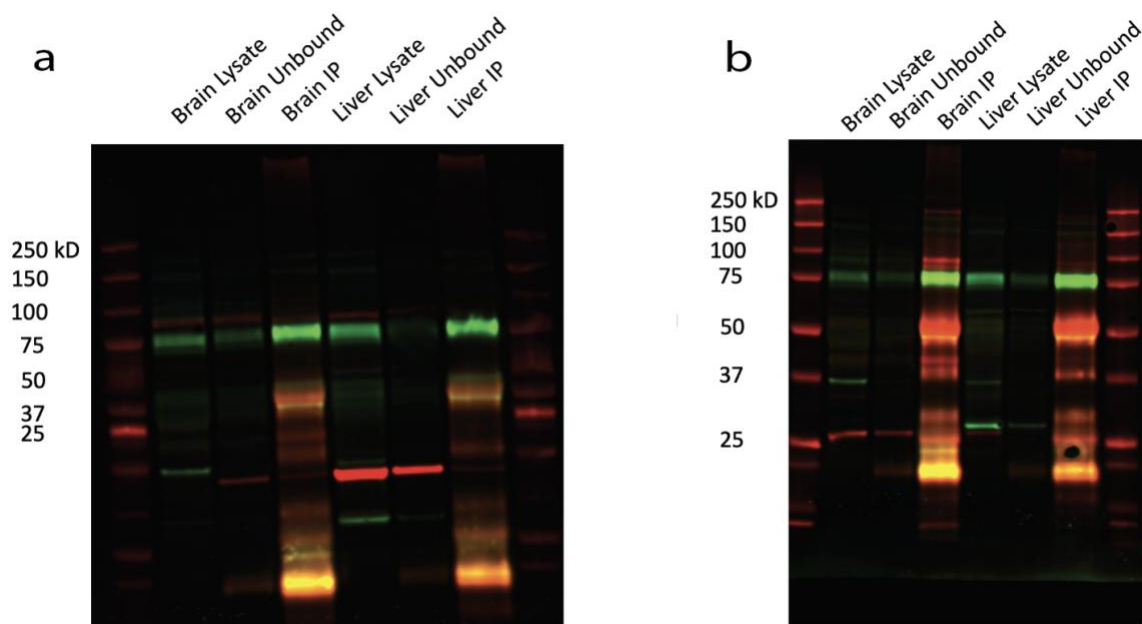 a
Brain Lysate
Brain Unbound
Brain IP
Liver Lysate
Liver Unbound
Liver IP
250 kD
150
100
75
50
37
25
b
Brain Lysate
Brain Unbound
Brain IP
Liver Lysate
Liver Unbound
Liver IP
250 kD
150
100
75
50
37
25